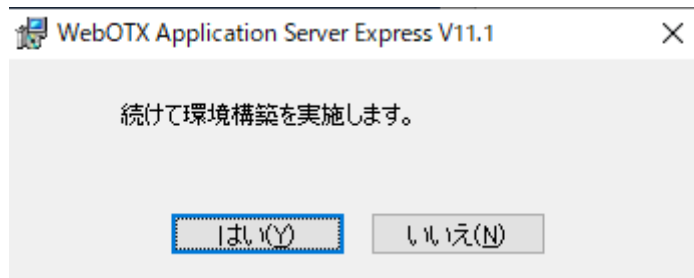 WebOTX Application Server Express V11.1
続けて環境構築を実施します。
はい(Y) いいえ(N)